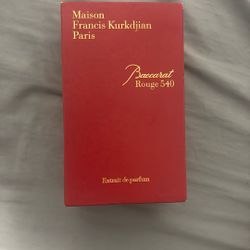 Maison
Francis Kurkdjian
Paris
Baccarat
Rouge 540
Extrait de parfum